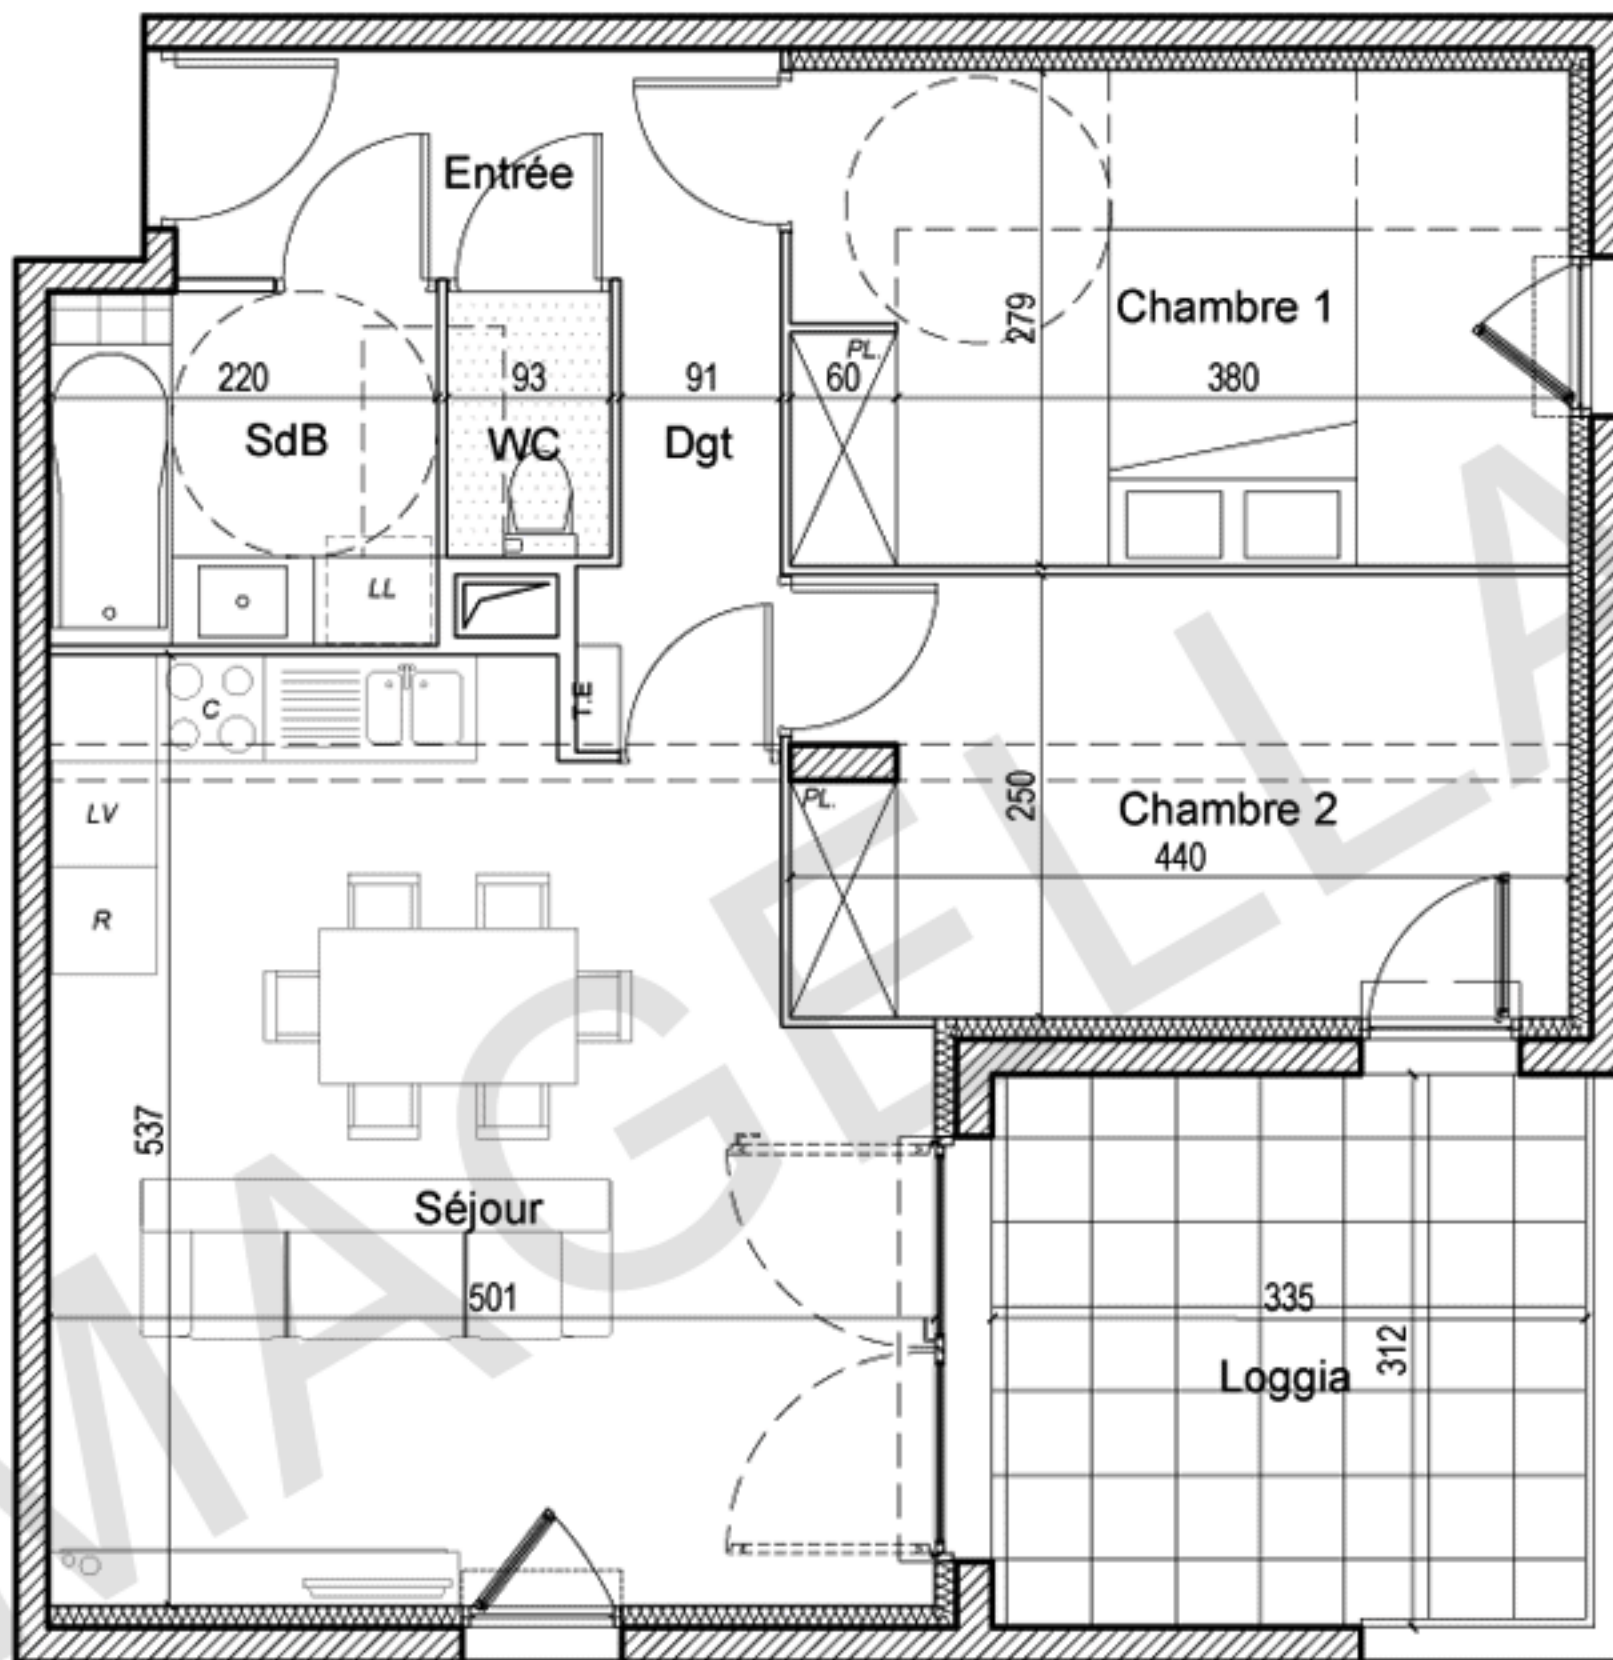 Entrée
PL.
279
Chambre 1
220
93
91
60
380
SdB
WC
Dgt
LL
T.E
C
PL.
250
Chambre 2
LV
440
R
537
Séjour
501
335
312
Loggia
MAGELLA